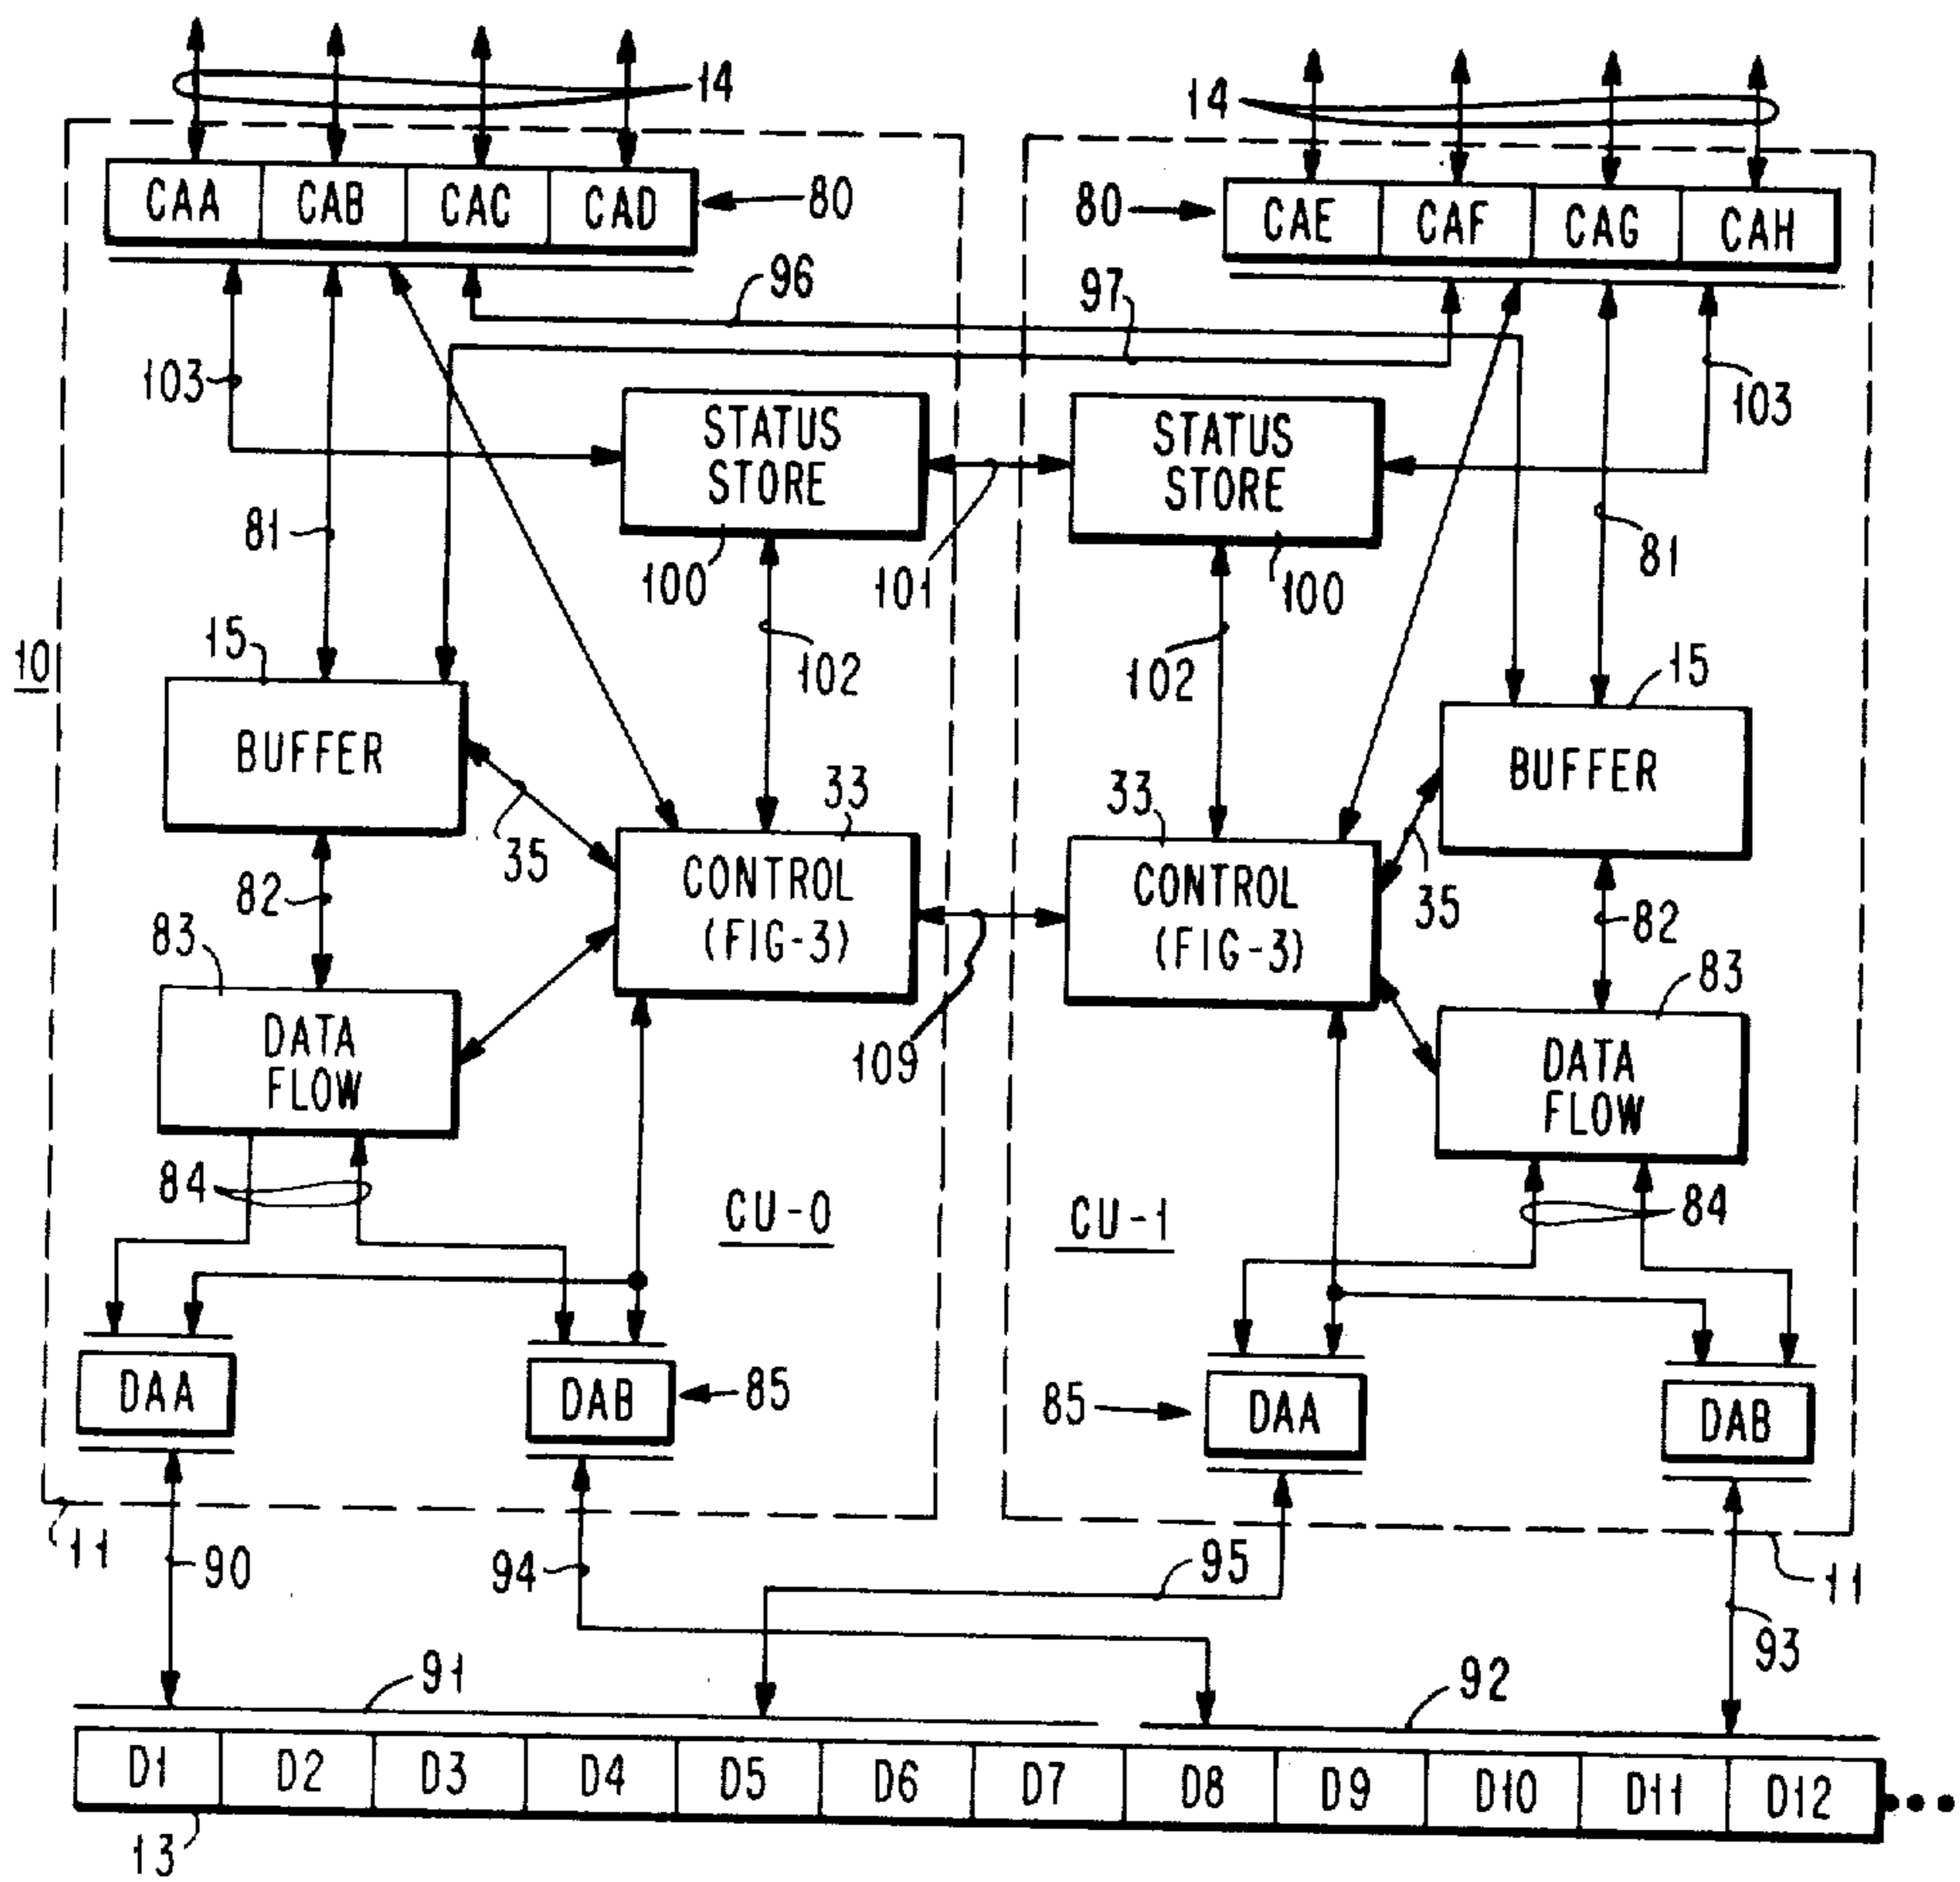 14
14
CAA CAB CAC CAD
80
80
CAE CAF CAG CAH
96
97
103
103
STATUS
STORE
STATUS
STORE
81
81
100
101
100
10
15
102
102
15
BUFFER
BUFFER
33
33
35
35
CONTROL
(FIG-3)
CONTROL
(FIG-3)
82
82
83
83
DATA
FLOW
DATA
FLOW
109
84
84
CU-0
CU-1
DAA
DAB
85
85
DAA
DAB
11
90
94
95
11
93
91
92
D1 D2 D3 D4 D5 D6 D7 D8 D9 D10 D11 D12
13